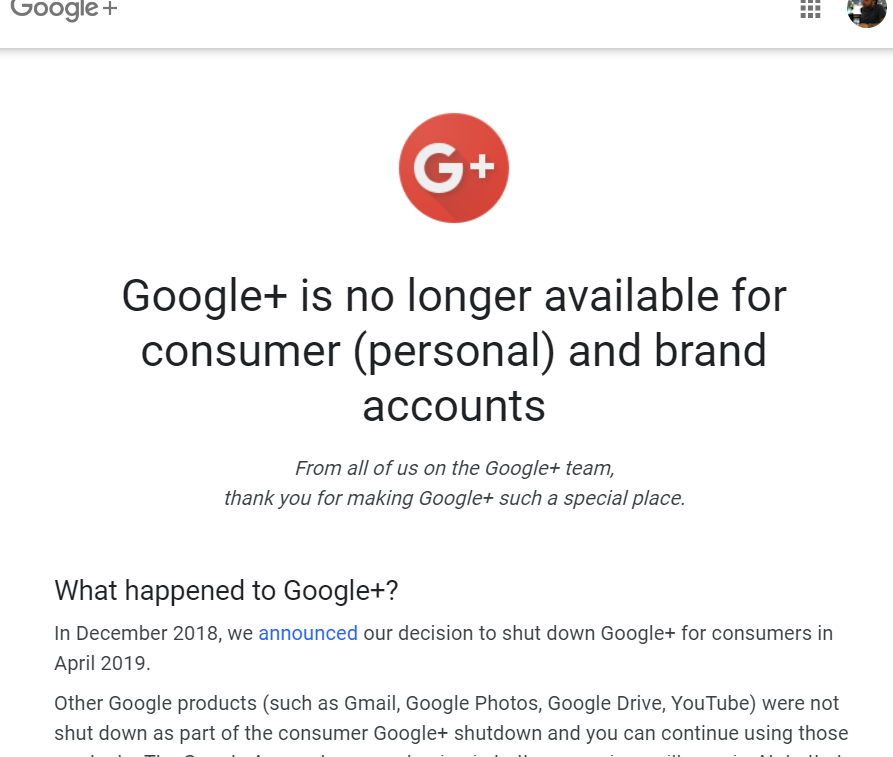 Google+
G+
Google+ is no longer available for
consumer (personal) and brand
accounts
From all of us on the Google+ team,
thank you for making Google+ such a special place.
What happened to Google+?
In December 2018, we announced our decision to shut down Google+ for consumers in
April 2019.
Other Google products (such as Gmail, Google Photos, Google Drive, YouTube) were not
shut down as part of the consumer Google+ shutdown and you can continue using those